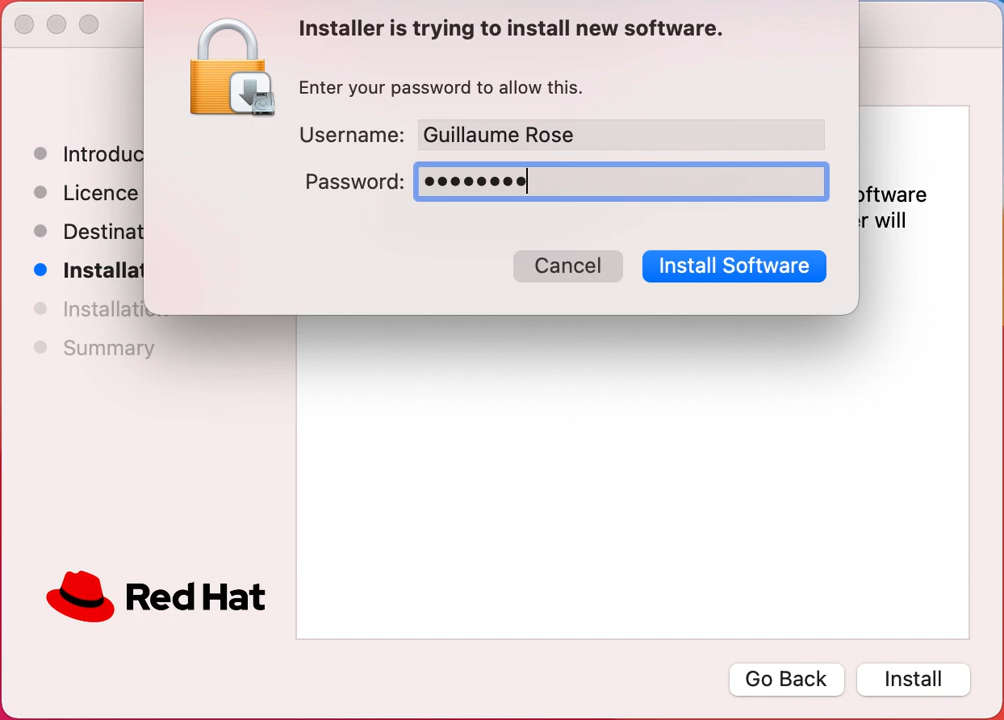 Installer is trying to install new software.
Enter your password to allow this.
Username: Guillaume Rose
Password: ••••••••
Cancel Install Software
Introduc
Licence
Destinat
Installat
Installation
Summary
oftware
er will
Red Hat
Go Back Install